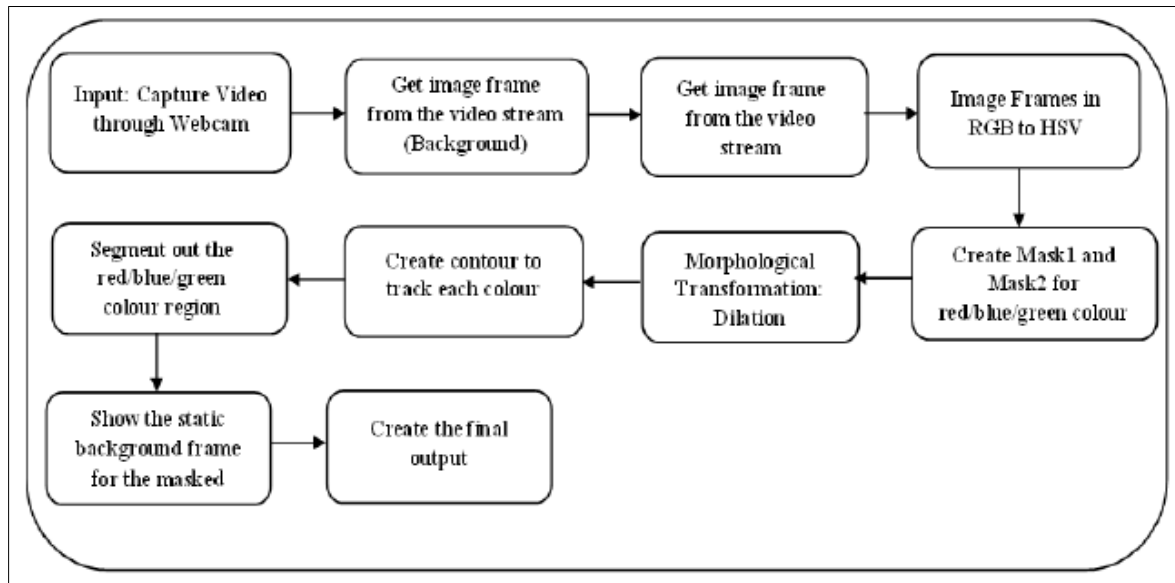 Input: Capture Video
through Webcam
Get image frame
from the video stream
(Background)
Get image frame
from the video
stream
Image Frames in
RGB to HSV
Create Mask1 and
Mask2 for
red/blue/green colour
Morphological
Transformation:
Dilation
Create contour to
track each colour
Segment out the
red/blue/green
colour region
Show the static
background frame
for the masked
Create the final
output